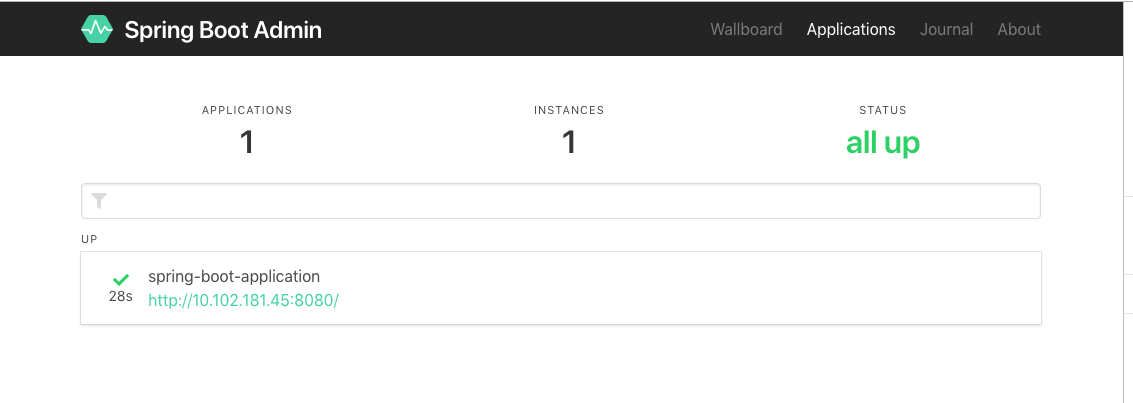 Spring Boot Admin Wallboard Applications Journal About
APPLICATIONS INSTANCES STATUS
1 1 all up
UP
spring-boot-application
28s http://10.102.181.45:8080/